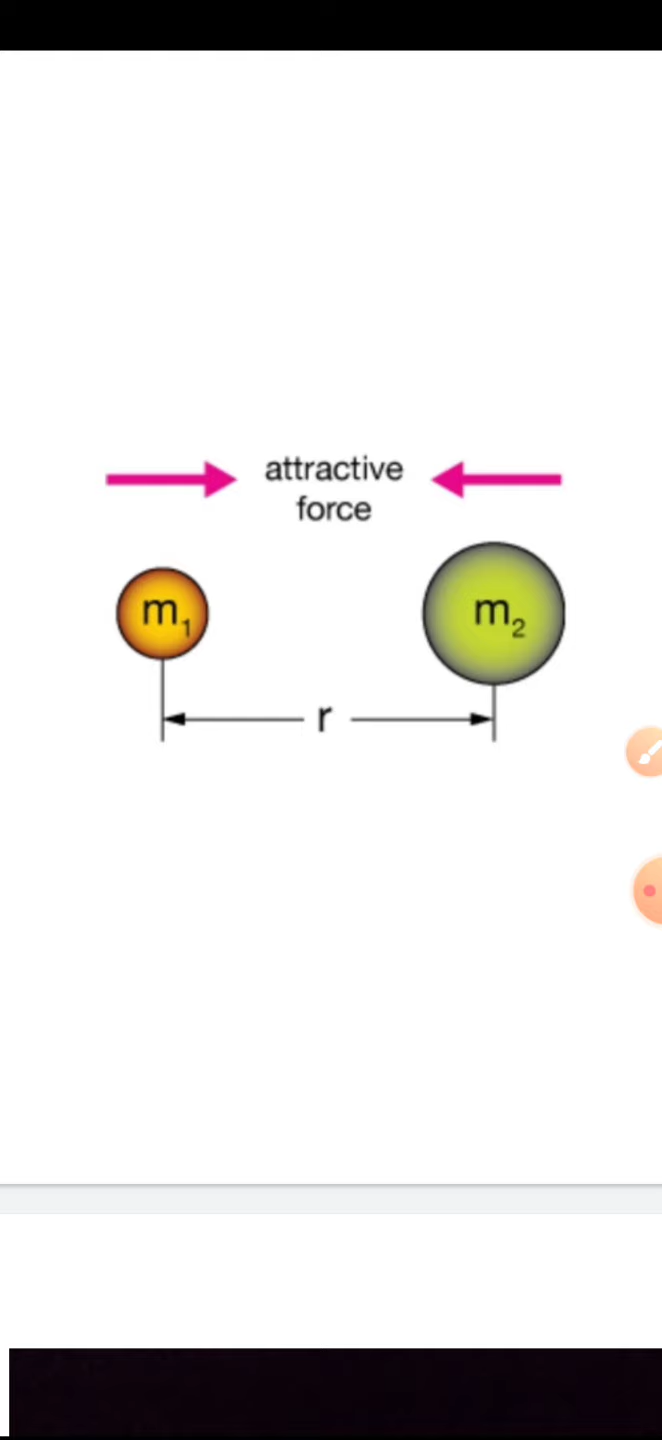 attractive
force
m₁
m₂
r